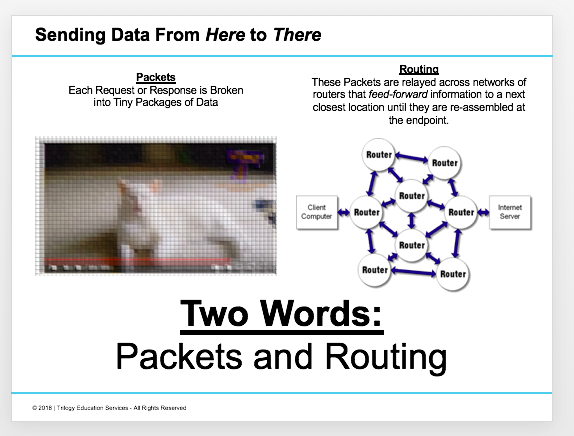 Sending Data From Here to There
Packets
Each Request or Response is Broken
into Tiny Packages of Data
Routing
These Packets are relayed across networks of
routers that feed-forward information to a next
closest location until they are re-assembled at
the endpoint.
Router
Router
Router
Client
Computer
Router
Router
Internet
Server
Router
Router
Router
Two Words:
Packets and Routing
© 2018 | Trilogy Education Services - All Rights Reserved